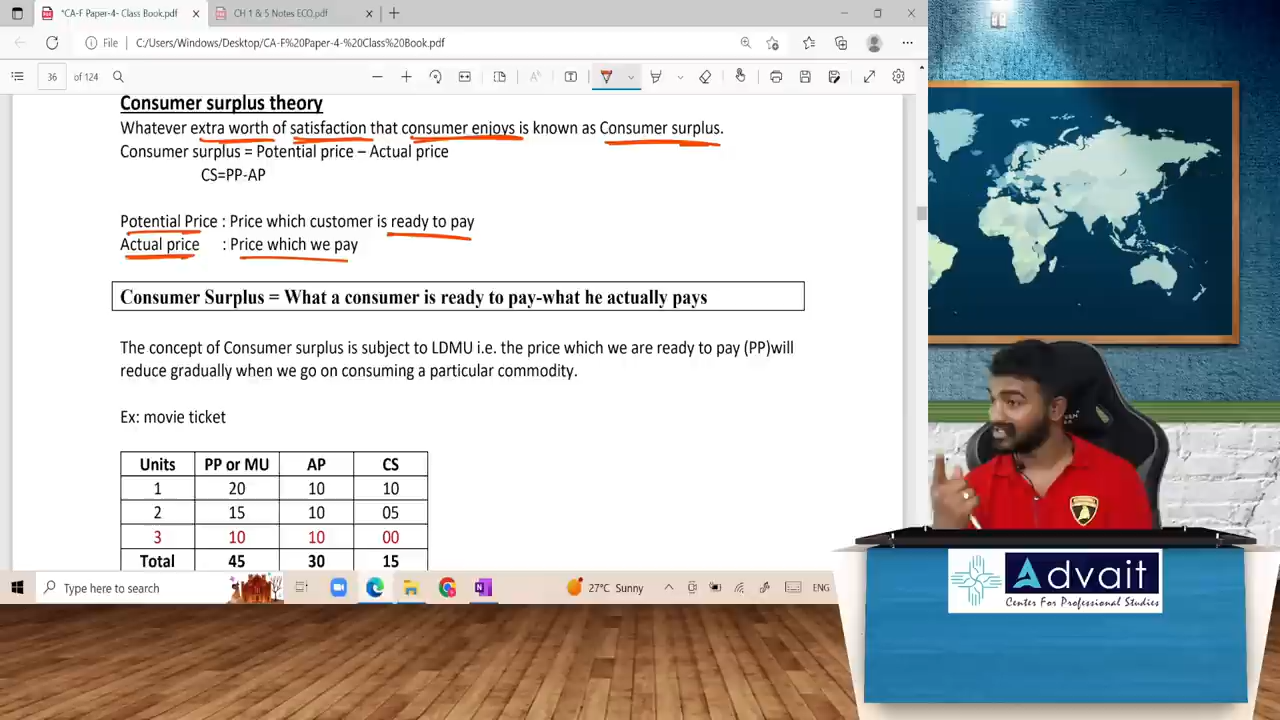 *CA-F Paper-4- Class Book.pdf
CH 1 & 5 Notes ECO.pdf
File
C:/Users/Windows/Desktop/CA-F%20Paper-4-%20Class%20Book.pdf
36 of 124
Consumer surplus theory
Whatever extra worth of satisfaction that consumer enjoys is known as Consumer surplus.
Consumer surplus = Potential price – Actual price
CS=PP-AP
Potential Price : Price which customer is ready to pay
Actual price : Price which we pay
Consumer Surplus = What a consumer is ready to pay-what he actually pays
The concept of Consumer surplus is subject to LDMU i.e. the price which we are ready to pay (PP)will
reduce gradually when we go on consuming a particular commodity.
Ex: movie ticket
Units PP or MU AP CS
1 20 10 10
2 15 10 05
3 10 10 00
Total 45 30 15
Type here to search
27°C Sunny
ENG
Advait
Center For Professional Studies